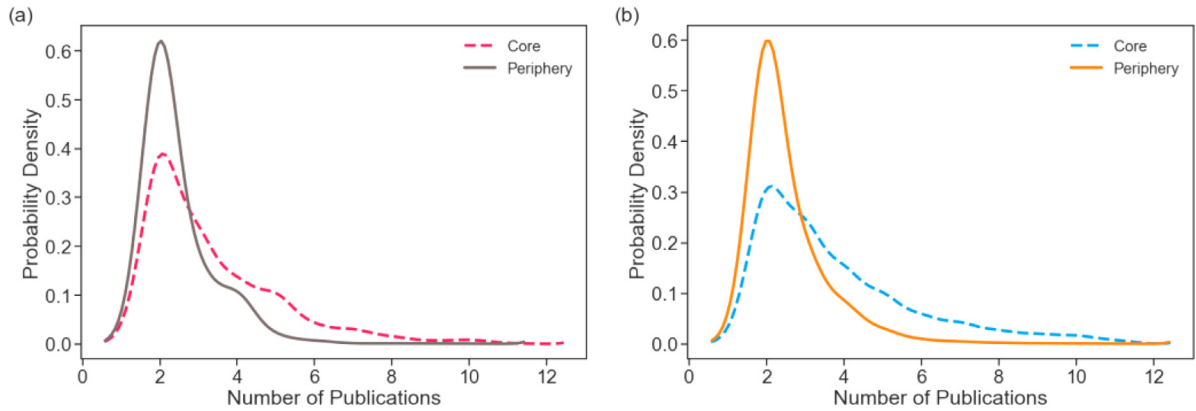 (a)
Probability Density
0.6
0.5
0.4
0.3
0.2
0.1
0.0
Core
Periphery
0 2 4 6 8 10 12
Number of Publications
(b)
Probability Density
0.6
0.5
0.4
0.3
0.2
0.1
0.0
Core
Periphery
0 2 4 6 8 10 12
Number of Publications